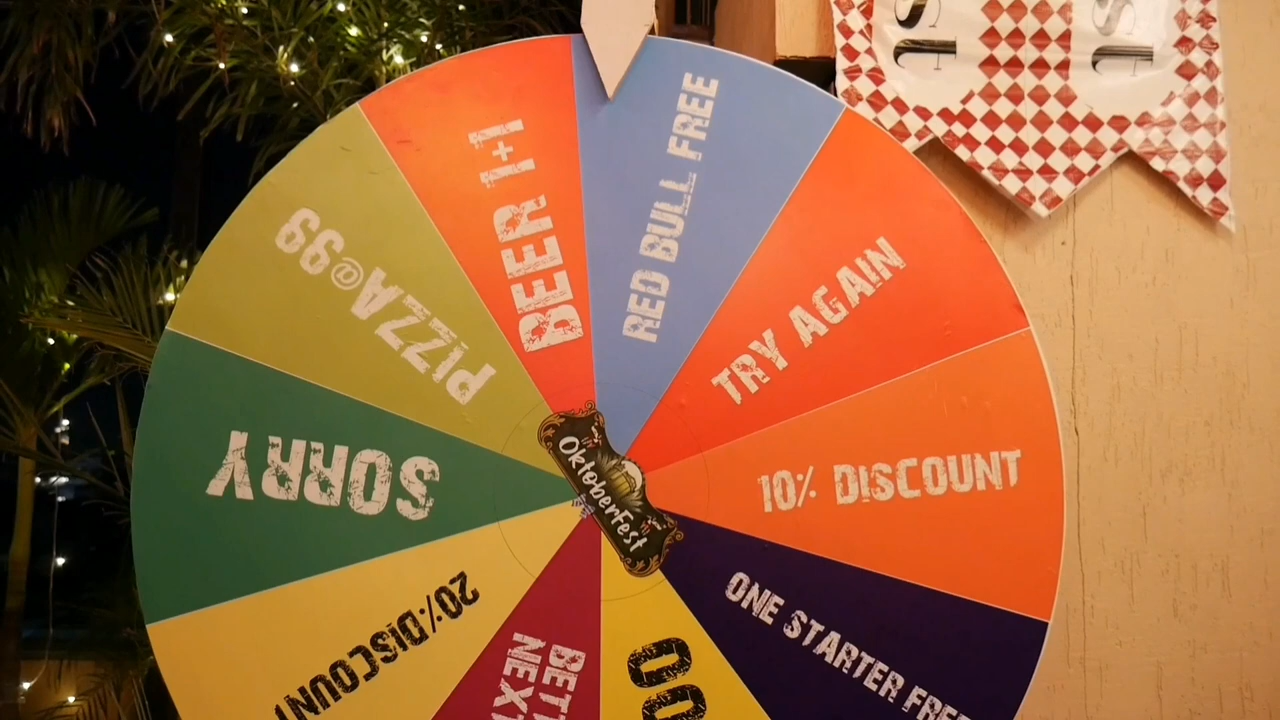 BEER 1+1
RED BULL FREE
TRY AGAIN
10% DISCOUNT
ONE STARTER FREE
PIZZA@99
SORRY
20%DISCOUNT
OktoberFest